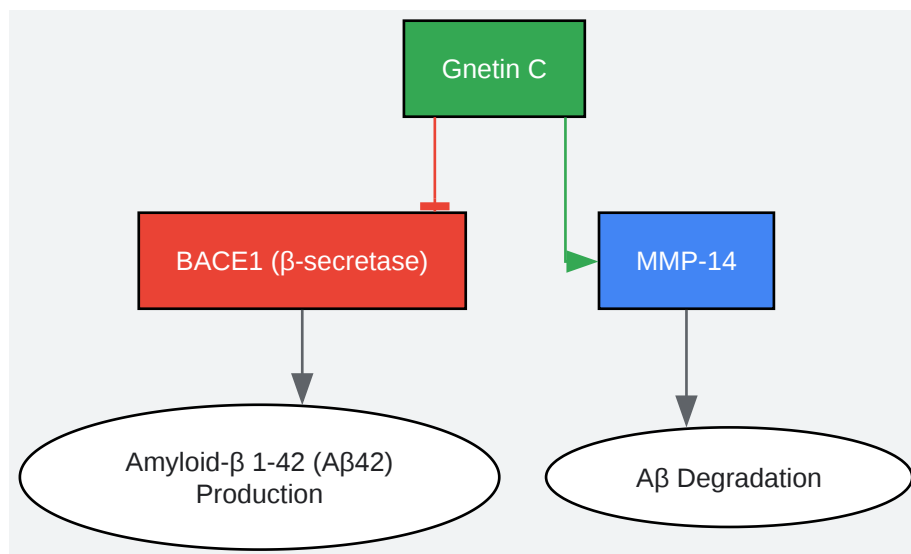 Gnetin C
BACE1 (β-secretase)
MMP-14
Amyloid-β 1-42 (Aβ42)
Production
Aβ Degradation